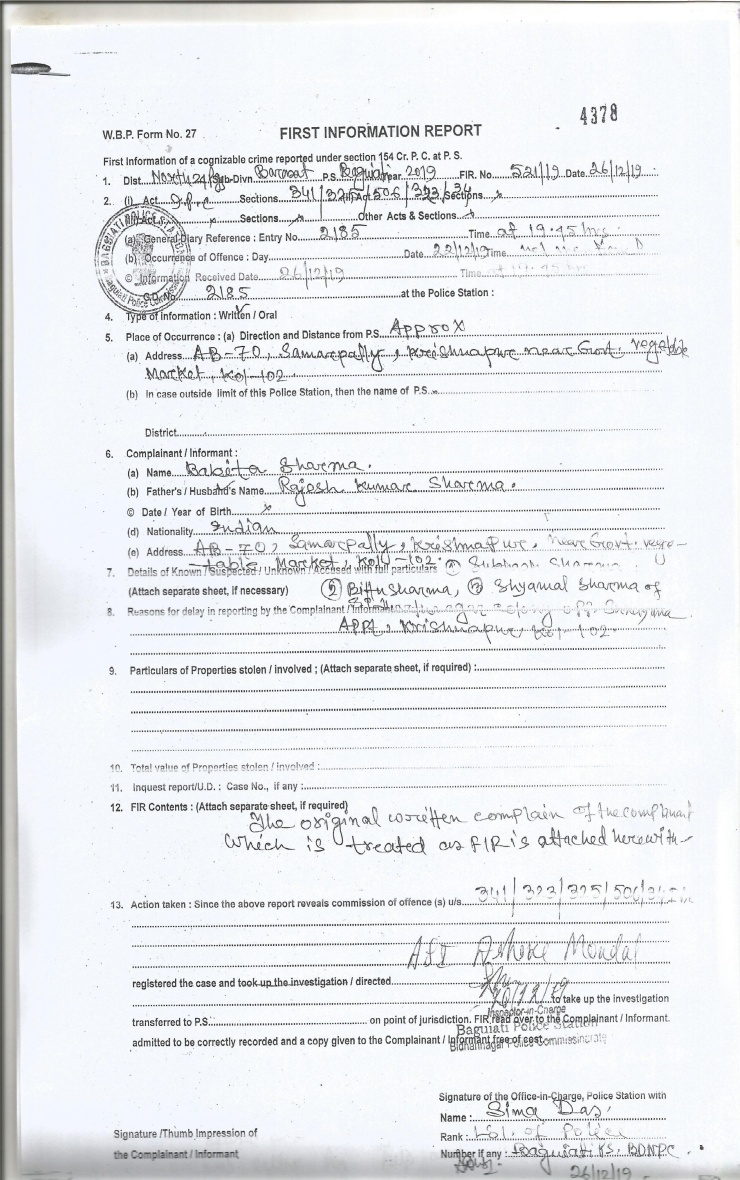 4378
W.B.P. Form No. 27 FIRST INFORMATION REPORT
First Information of a cognizable crime reported under section 154 Cr. P. C. at P. S.
1. Dist. North 24 Sub-Divn. Barasat P.S. Baguiati Year 2019 FIR. No. 521/19 Date. 26/12/19
2. (i) Act I.P.C Sections 341/325/506/323/34 Sections
Sections Other Acts & Sections
(a) General Diary Reference : Entry No. 2185 Time at 19.45 hrs
(b) Occurrence of Offence : Day Date 22/12/19 Time
© Information Received Date 26/12/19 Time at 19.45 hrs
G.D. No. 2185 at the Police Station :
4. Type of Information : Written / Oral
5. Place of Occurrence : (a) Direction and Distance from P.S. Approx
(a) Address AB-70, Samarpally, Krishnapur near Govt. vegetable
Market, Kol-102
(b) In case outside limit of this Police Station, then the name of P.S.
District
6. Complainant / Informant :
(a) Name Babita Sharma.
(b) Father's / Husband's Name Rajesh Kumar Sharma.
© Date / Year of Birth x
(d) Nationality Indian
(e) Address AB-70, Samarpally, Krishnapur, near Govt. vege-
table Market, Kol-102.
7. Details of Known / Suspected / Unknown / Accused with full particulars
(Attach separate sheet, if necessary) ② Bittu Sharma, ③ Shyamal Sharma of
8. Reasons for delay in reporting by the Complainant / Informant
APPt, Krishnapur, Kol-102
9. Particulars of Properties stolen / involved ; (Attach separate sheet, if required) :
10. Total value of Properties stolen / involved :
11. Inquest report/U.D. : Case No., if any :
12. FIR Contents : (Attach separate sheet, if required)
The original written complain of the complainant
which is treated as FIR is attached herewith-
13. Action taken : Since the above report reveals commission of offence (s) u/s. 341/323/325/506/34
ASI Ashoke Mondal
registered the case and took up the investigation / directed
26/12/19 to take up the investigation
Inspector-in-Charge
transferred to P.S. on point of jurisdiction. FIR read over to the Complainant / Informant.
Baguiati Police Station
admitted to be correctly recorded and a copy given to the Complainant / Informant free of cost.
Bidhannagar Police Commissionerate
Signature of the Office-in-Charge, Police Station with
Name : Sima Das
Signature /Thumb Impression of
Rank : of Police
the Complainant / Informant
Number if any : Baguiati P.S. BDNPC.
26/12/19